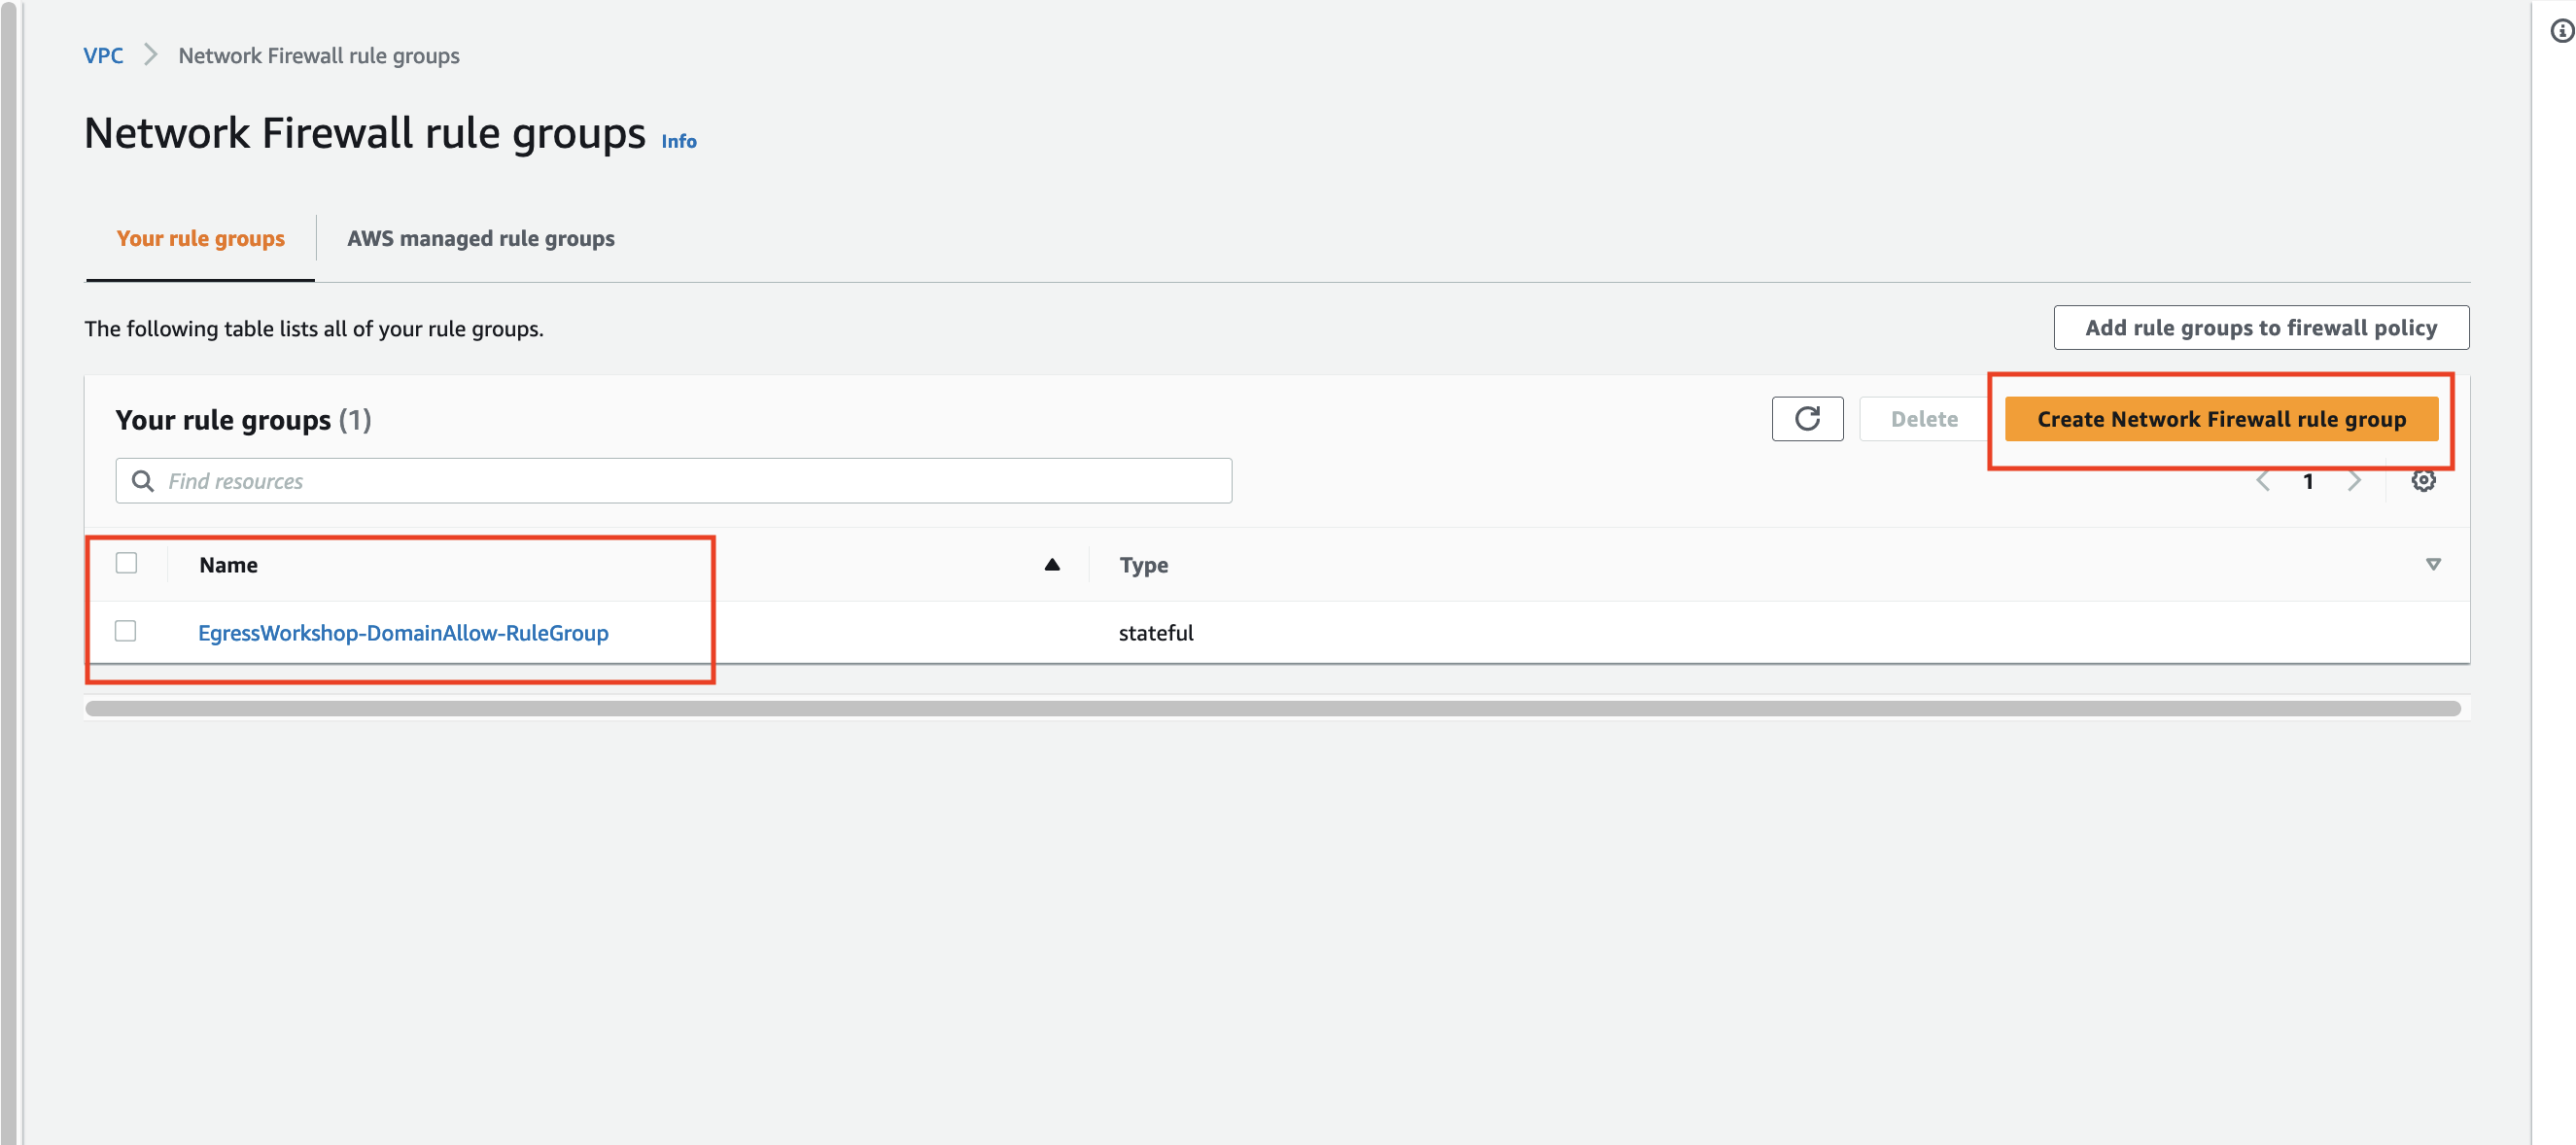 VPC Network Firewall rule groups
Network Firewall rule groups Info
Your rule groups AWS managed rule groups
The following table lists all of your rule groups. Add rule groups to firewall policy
Your rule groups (1) Delete Create Network Firewall rule group
Find resources 1
Name Type
EgressWorkshop-DomainAllow-RuleGroup stateful